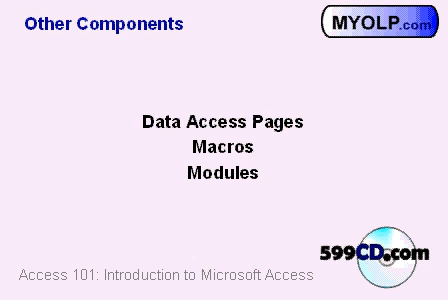 Other Components
MYOLP.com
Data Access Pages
Macros
Modules
599CD.com
Access 101: Introduction to Microsoft Access